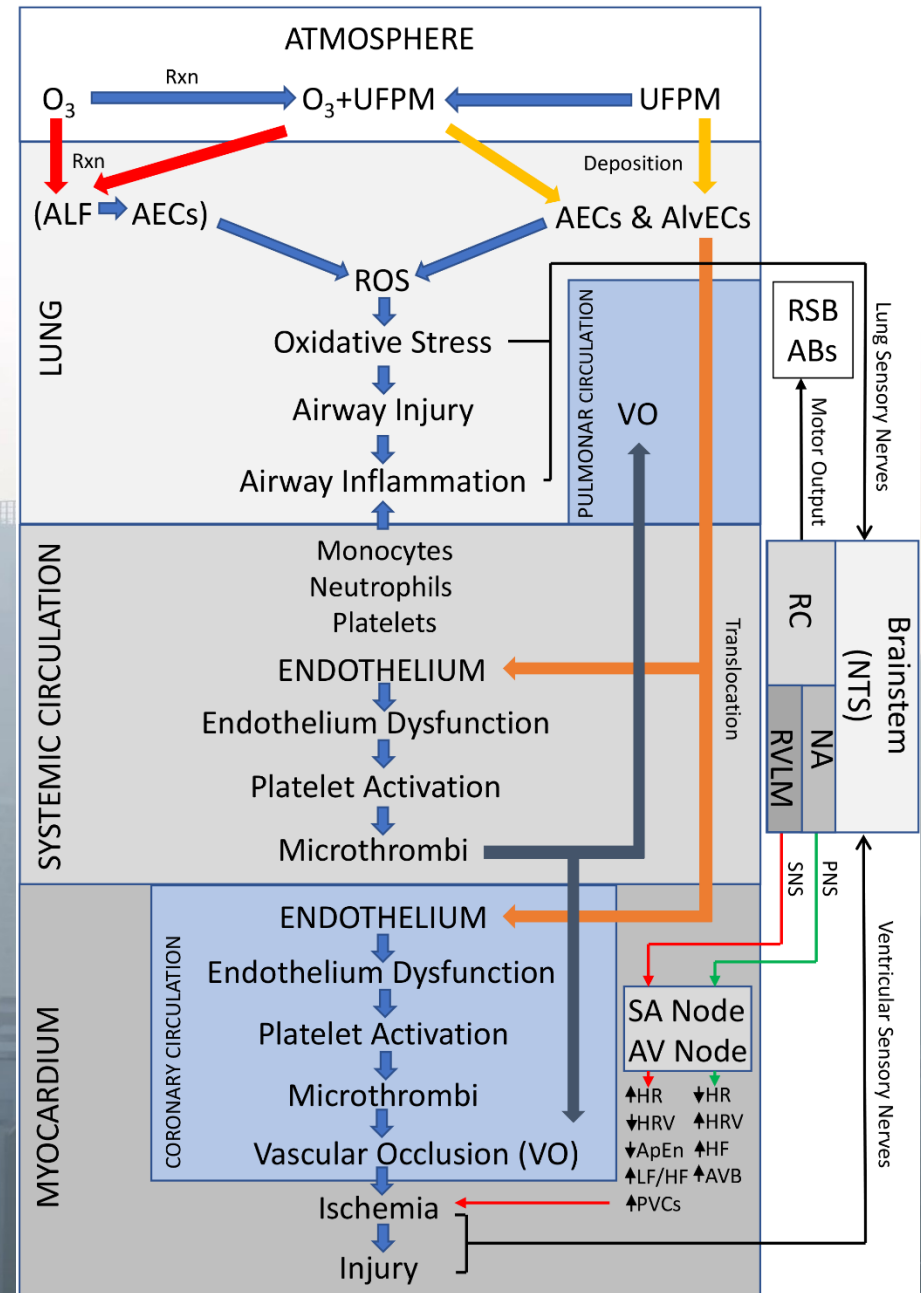 ATMOSPHERE
Rxn
O₃
O₃+UFPM
UFPM
Rxn
Deposition
(ALF
AECs)
AECs & AlvECs
LUNG
ROS
Oxidative Stress
Airway Injury
Airway Inflammation
PULMONAR CIRCULATION
VO
RSB
ABs
Lung Sensory Nerves
Motor Output
SYSTEMIC CIRCULATION
Monocytes
Neutrophils
Platelets
ENDOTHELIUM
Endothelium Dysfunction
Platelet Activation
Microthrombi
Translocation
RC
Brainstem
(NTS)
RVLM
NA
SNS
PNS
MYOCARDIUM
CORONARY CIRCULATION
ENDOTHELIUM
Endothelium Dysfunction
Platelet Activation
Microthrombi
Vascular Occlusion (VO)
Ischemia
Injury
SA Node
AV Node
↑HR
↓HRV
↓ApEn
↑LF/HF
↑PVCs
↓HR
↑HRV
↑HF
↑AVB
Ventricular Sensory Nerves